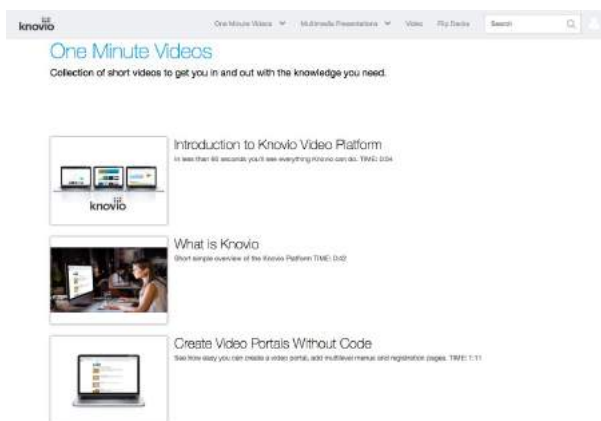 knovio
One Minute Videos
Multimedia Presentations
Video
Flip Decks
Search
One Minute Videos
Collection of short videos to get you in and out with the knowledge you need.
Introduction to Knovio Video Platform
In less than 60 seconds you'll see everything Knovio can do. TIME: 0:54
knovio
What is Knovio
Short simple overview of the Knovio Platform TIME: 0:42
Create Video Portals Without Code
See how easy you can create a video portal, add multilevel menus and registration pages. TIME: 1:11